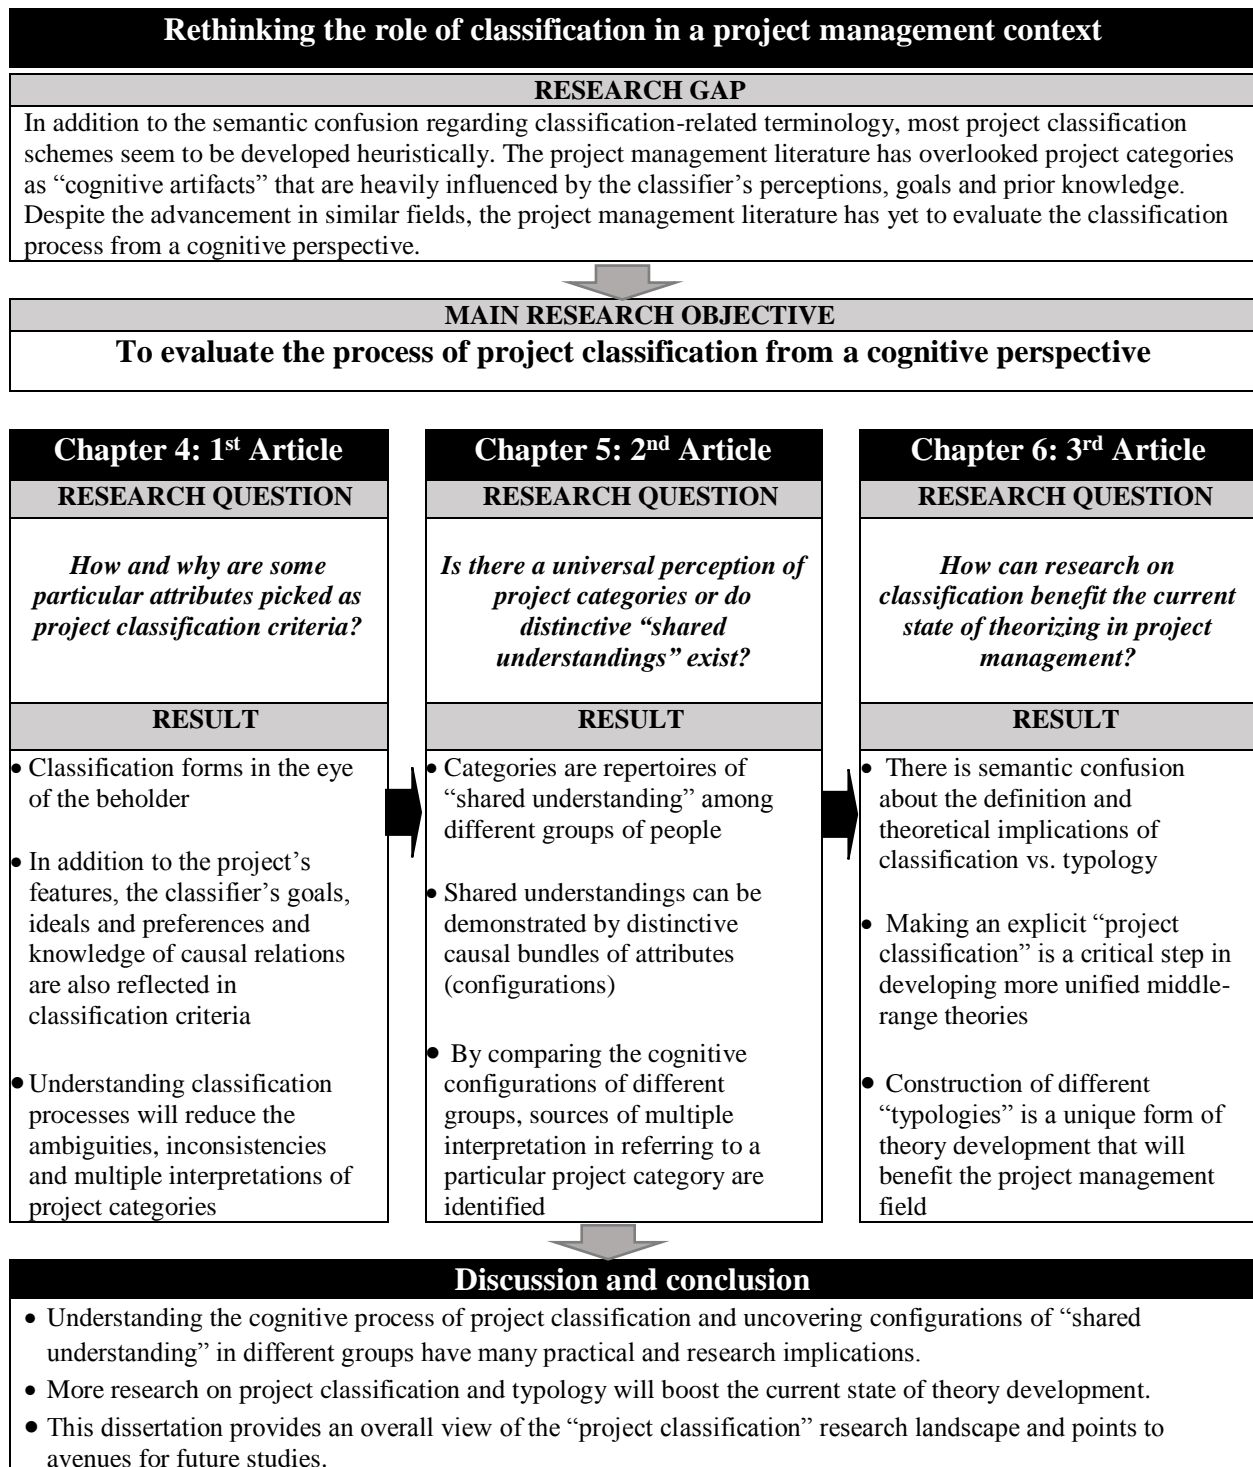 Rethinking the role of classification in a project management context
RESEARCH GAP
In addition to the semantic confusion regarding classification-related terminology, most project classification
schemes seem to be developed heuristically. The project management literature has overlooked project categories
as “cognitive artifacts” that are heavily influenced by the classifier’s perceptions, goals and prior knowledge.
Despite the advancement in similar fields, the project management literature has yet to evaluate the classification
process from a cognitive perspective.
MAIN RESEARCH OBJECTIVE
To evaluate the process of project classification from a cognitive perspective
Chapter 4: 1st Article
RESEARCH QUESTION
How and why are some
particular attributes picked as
project classification criteria?
RESULT
• Classification forms in the eye
of the beholder
• In addition to the project’s
features, the classifier’s goals,
ideals and preferences and
knowledge of causal relations
are also reflected in
classification criteria
• Understanding classification
processes will reduce the
ambiguities, inconsistencies
and multiple interpretations of
project categories
Chapter 5: 2nd Article
RESEARCH QUESTION
Is there a universal perception of
project categories or do
distinctive “shared
understandings” exist?
RESULT
• Categories are repertoires of
“shared understanding” among
different groups of people
• Shared understandings can be
demonstrated by distinctive
causal bundles of attributes
(configurations)
• By comparing the cognitive
configurations of different
groups, sources of multiple
interpretation in referring to a
particular project category are
identified
Chapter 6: 3rd Article
RESEARCH QUESTION
How can research on
classification benefit the current
state of theorizing in project
management?
RESULT
• There is semantic confusion
about the definition and
theoretical implications of
classification vs. typology
• Making an explicit “project
classification” is a critical step in
developing more unified middle-
range theories
• Construction of different
“typologies” is a unique form of
theory development that will
benefit the project management
field
Discussion and conclusion
• Understanding the cognitive process of project classification and uncovering configurations of “shared
understanding” in different groups have many practical and research implications.
• More research on project classification and typology will boost the current state of theory development.
• This dissertation provides an overall view of the “project classification” research landscape and points to
avenues for future studies.